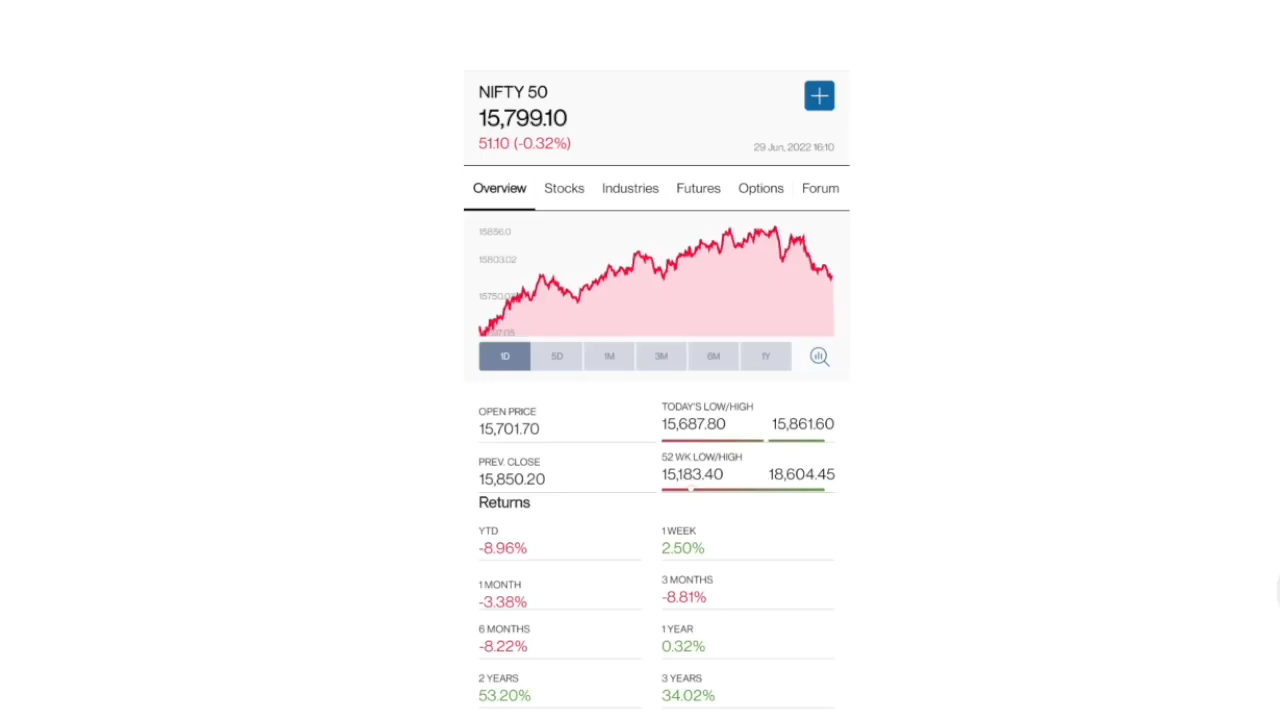 NIFTY 50
15,799.10
51.10 (-0.32%)
29 Jun, 2022 16:10
Overview Stocks Industries Futures Options Forum
15856.0
15803.02
1D 5D 1M 3M 6M 1Y
OPEN PRICE
15,701.70
TODAY'S LOW/HIGH
15,687.80 15,861.60
PREV. CLOSE
15,850.20
52 WK LOW/HIGH
15,183.40 18,604.45
Returns
YTD
-8.96%
1 WEEK
2.50%
1 MONTH
-3.38%
3 MONTHS
-8.81%
6 MONTHS
-8.22%
1 YEAR
0.32%
2 YEARS
53.20%
3 YEARS
34.02%